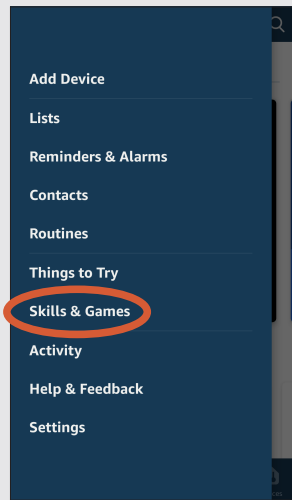 Add Device
Lists
Reminders & Alarms
Contacts
Routines
Things to Try
Skills & Games
Activity
Help & Feedback
Settings